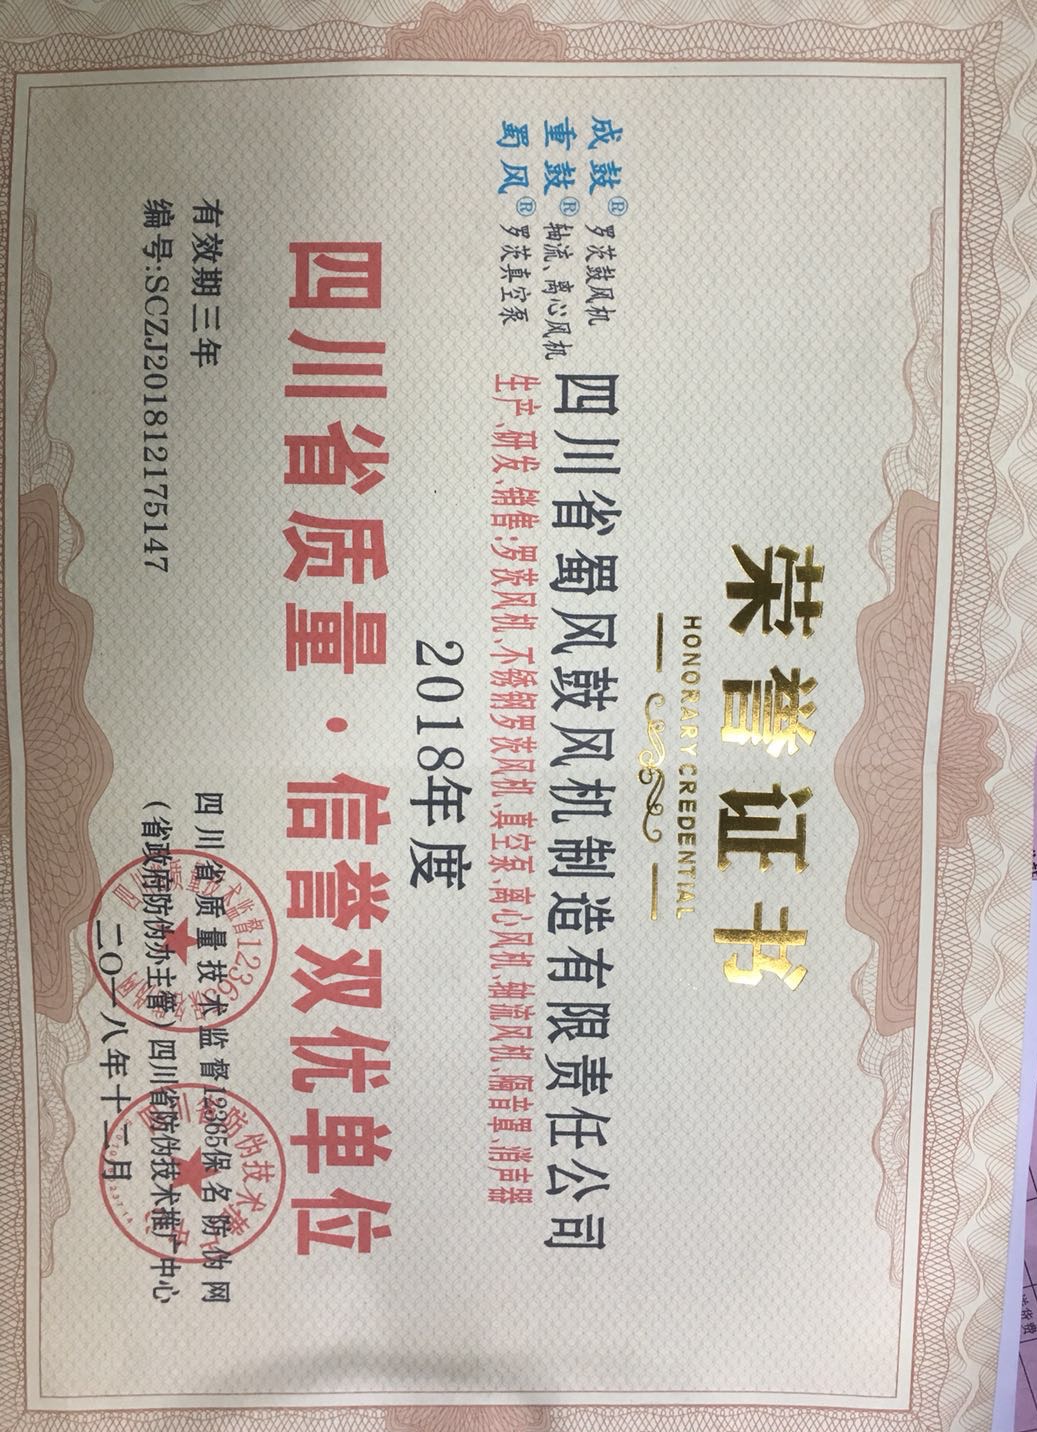 荣誉证书
HONORARY CREDENTIAL
成鼓® 罗茨鼓风机
重鼓® 轴流、离心风机
蜀风® 罗茨真空泵
四川省蜀风鼓风机制造有限责任公司
生产、研发、销售:罗茨风机、不锈钢罗茨风机、真空泵、离心风机、轴流风机、隔音罩、消声器
2018年度
四川省质量·信誉双优单位
有效期三年
编号:SCZJ201812175147
四川省质量技术监督12365保名防伪网
（省政府防伪办主管）四川省防伪技术推广中心
二〇一八年十二月